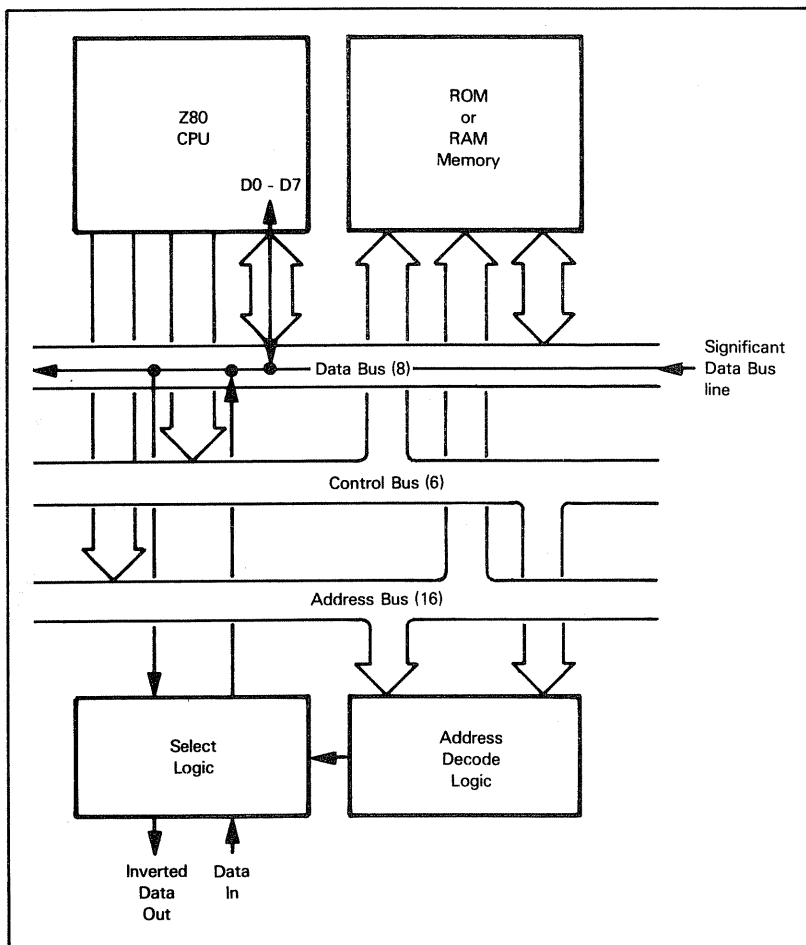 Z80
CPU
D0 - D7
ROM
or
RAM
Memory
Data Bus (8)
Significant
Data Bus
line
Control Bus (6)
Address Bus (16)
Select
Logic
Address
Decode
Logic
Inverted
Data
Out
Data
In